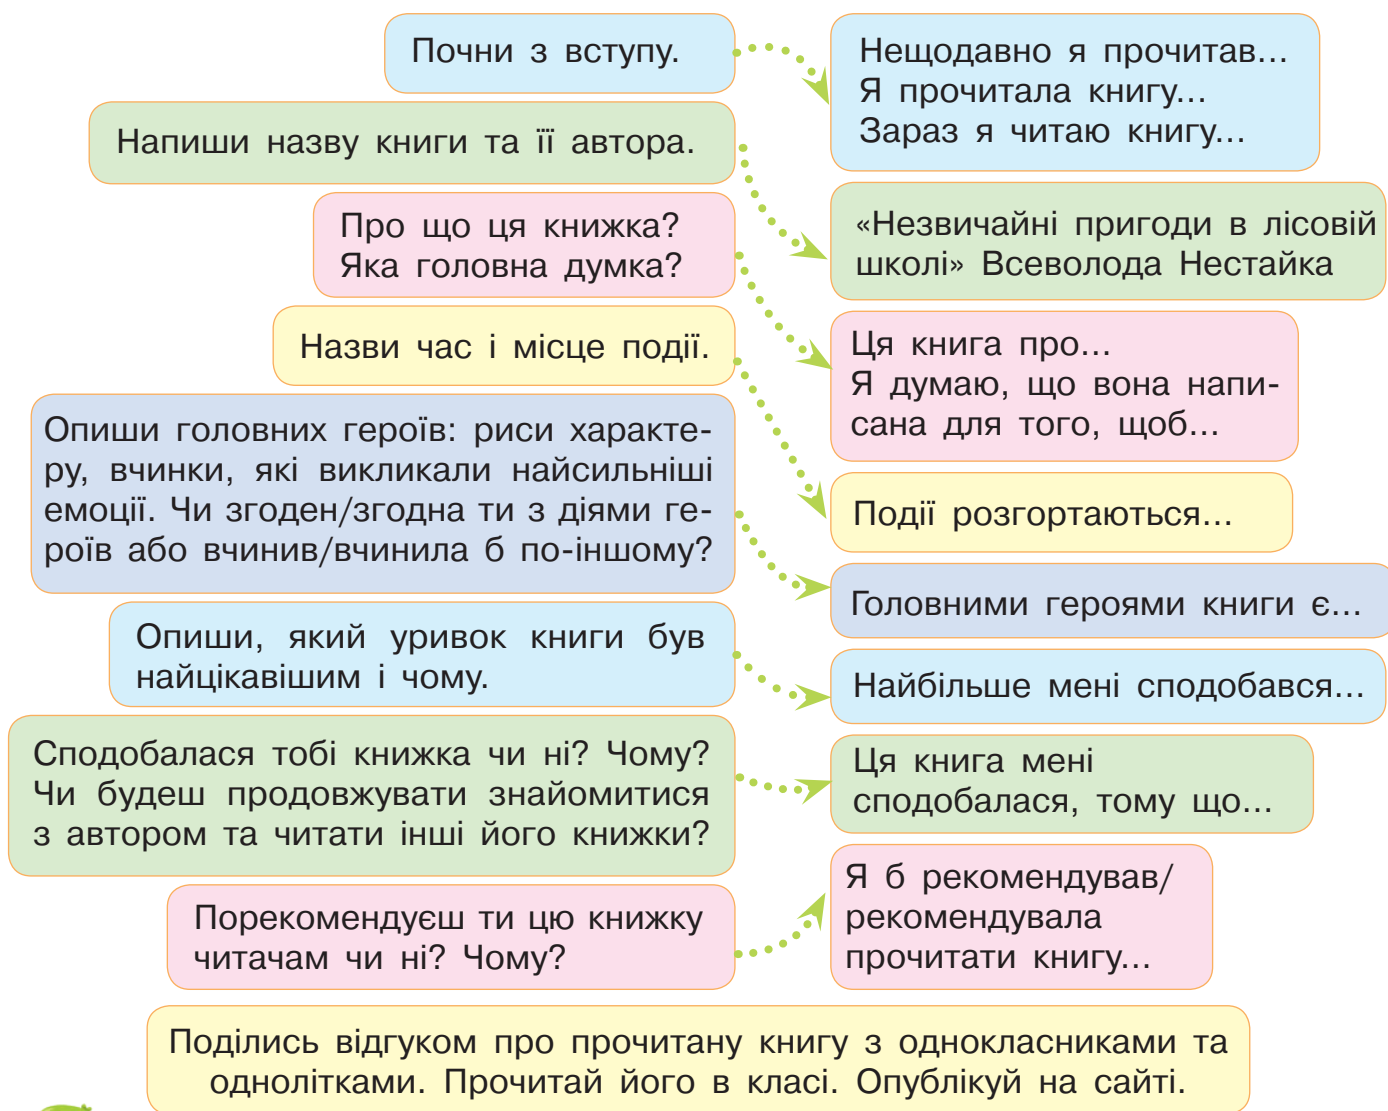 Почни з вступу.
Нещодавно я прочитав...
Я прочитала книгу...
Зараз я читаю книгу...
Напиши назву книги та її автора.
«Незвичайні пригоди в лісовій
школі» Всеволода Нестайка
Про що ця книжка?
Яка головна думка?
Ця книга про...
Я думаю, що вона напи-
сана для того, щоб...
Назви час і місце події.
Події розгортаються...
Опиши головних героїв: риси характе-
ру, вчинки, які викликали найсильніші
емоції. Чи згоден/згодна ти з діями ге-
роїв або вчинив/вчинила б по-іншому?
Головними героями книги є...
Опиши, який уривок книги був
найцікавішим і чому.
Найбільше мені сподобався...
Сподобалася тобі книжка чи ні? Чому?
Чи будеш продовжувати знайомитися
з автором та читати інші його книжки?
Ця книга мені
сподобалася, тому що...
Порекомендуєш ти цю книжку
читачам чи ні? Чому?
Я б рекомендував/
рекомендувала
прочитати книгу...
Поділись відгуком про прочитану книгу з однокласниками та
однолітками. Прочитай його в класі. Опублікуй на сайті.